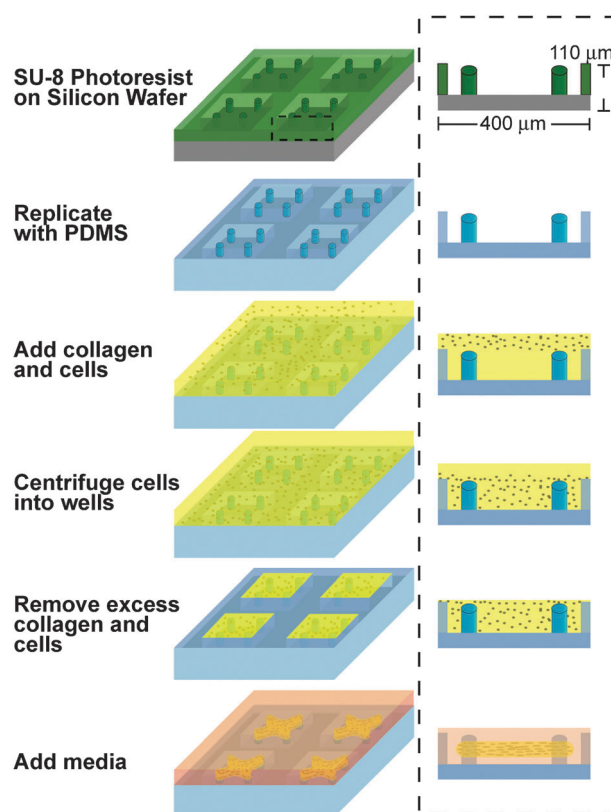 SU-8 Photoresist
on Silicon Wafer
110 μm
400 μm
Replicate
with PDMS
Add collagen
and cells
Centrifuge cells
into wells
Remove excess
collagen and
cells
Add media